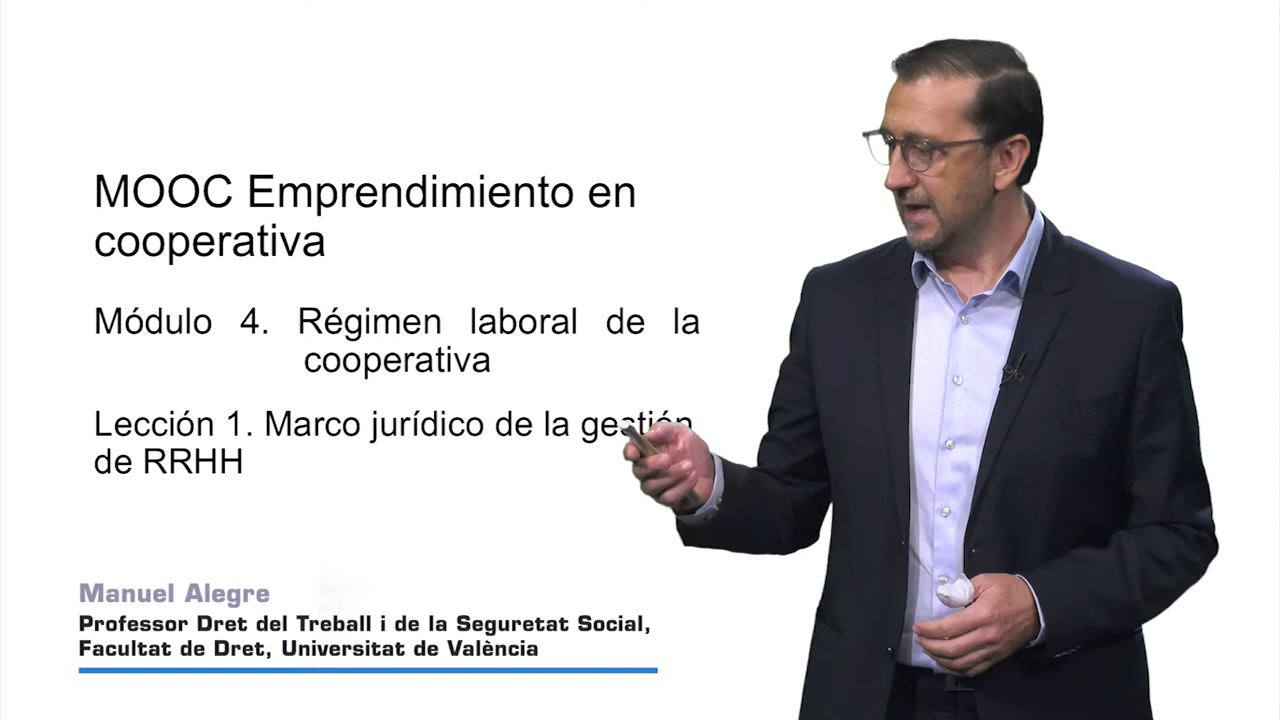 MOOC Emprendimiento en
cooperativa
Módulo 4. Régimen laboral de la
cooperativa
Lección 1. Marco jurídico de la gestión
de RRHH
Manuel Alegre
Professor Dret del Treball i de la Seguretat Social,
Facultat de Dret, Universitat de València